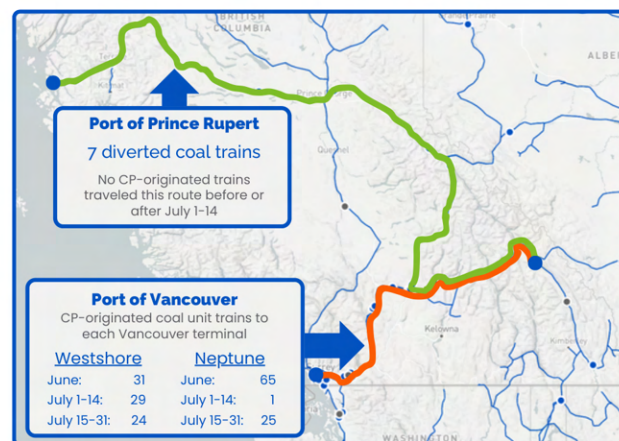 BRITISH
COLUMBIA
ALBE
Terr
Kitimat
Prince George
Quesnel
Port of Prince Rupert
7 diverted coal trains
No CP-originated trains
traveled this route before or
after July 1-14
Port of Vancouver
CP-originated coal unit trains to
each Vancouver terminal
Westshore Neptune
June: 31 June: 65
July 1-14: 29 July 1-14: 1
July 15-31: 24 July 15-31: 25
Kelowna
Kimberley
rrey
WASHINGTON